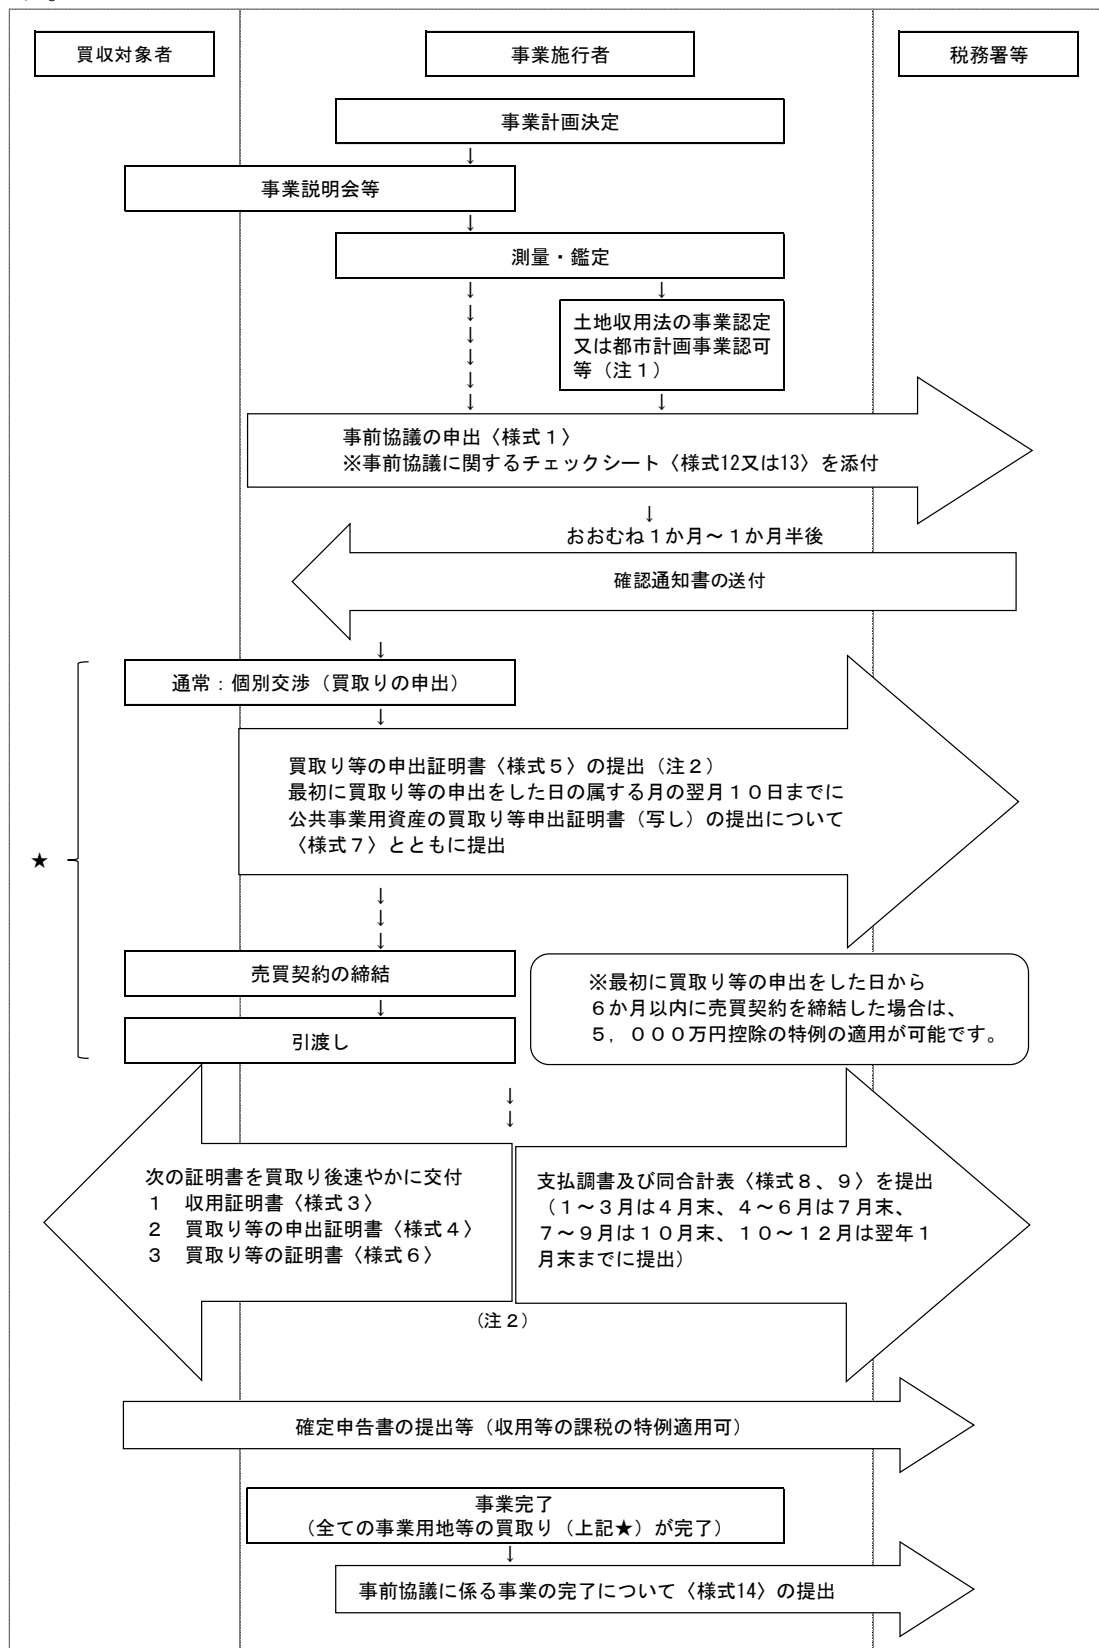 買収対象者
事業施行者
税務署等
事業計画決定
↓
事業説明会等
↓
測量・鑑定
↓ ↓
↓
↓
↓
↓
土地収用法の事業認定
又は都市計画事業認可
等（注１）
↓ ↓
事前協議の申出〈様式１〉
※事前協議に関するチェックシート〈様式12又は13〉を添付
↓
おおむね１か月～１か月半後
確認通知書の送付
↓
通常：個別交渉（買取りの申出）
↓
買取り等の申出証明書〈様式５〉の提出（注２）
最初に買取り等の申出をした日の属する月の翌月１０日までに
公共事業用資産の買取り等申出証明書（写し）の提出について
〈様式７〉とともに提出
★
↓
↓
↓
売買契約の締結
↓
引渡し
※最初に買取り等の申出をした日から
６か月以内に売買契約を締結した場合は、
５，０００万円控除の特例の適用が可能です。
↓
↓
次の証明書を買取り後速やかに交付
１　収用証明書〈様式３〉
２　買取り等の申出証明書〈様式４〉
３　買取り等の証明書〈様式６〉
支払調書及び同合計表〈様式８、９〉を提出
（１～３月は４月末、４～６月は７月末、
７～９月は１０月末、１０～１２月は翌年１
月末までに提出）
（注２）
確定申告書の提出等（収用等の課税の特例適用可）
事業完了
（全ての事業用地等の買取り（上記★）が完了）
↓
事前協議に係る事業の完了について〈様式14〉の提出